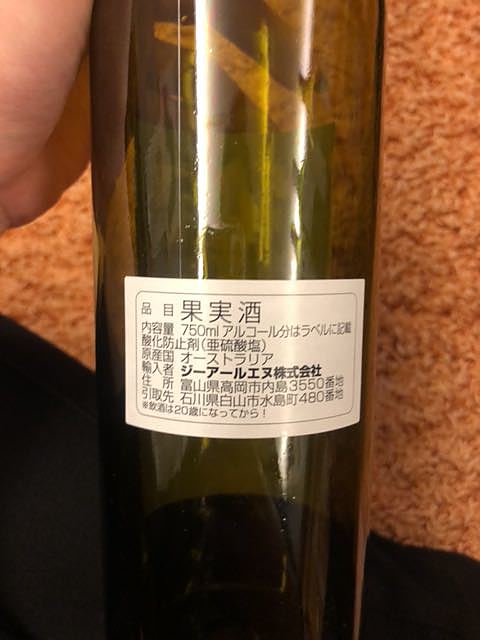 品目 果実酒
内容量 750ml アルコール分はラベルに記載
酸化防止剤(亜硫酸塩)
原産国 オーストラリア
輸入者 ジーアールエヌ株式会社
住所 富山県高岡市内島3550番地
引取先 石川県白山市水島町480番地
※飲酒は20歳になってから!